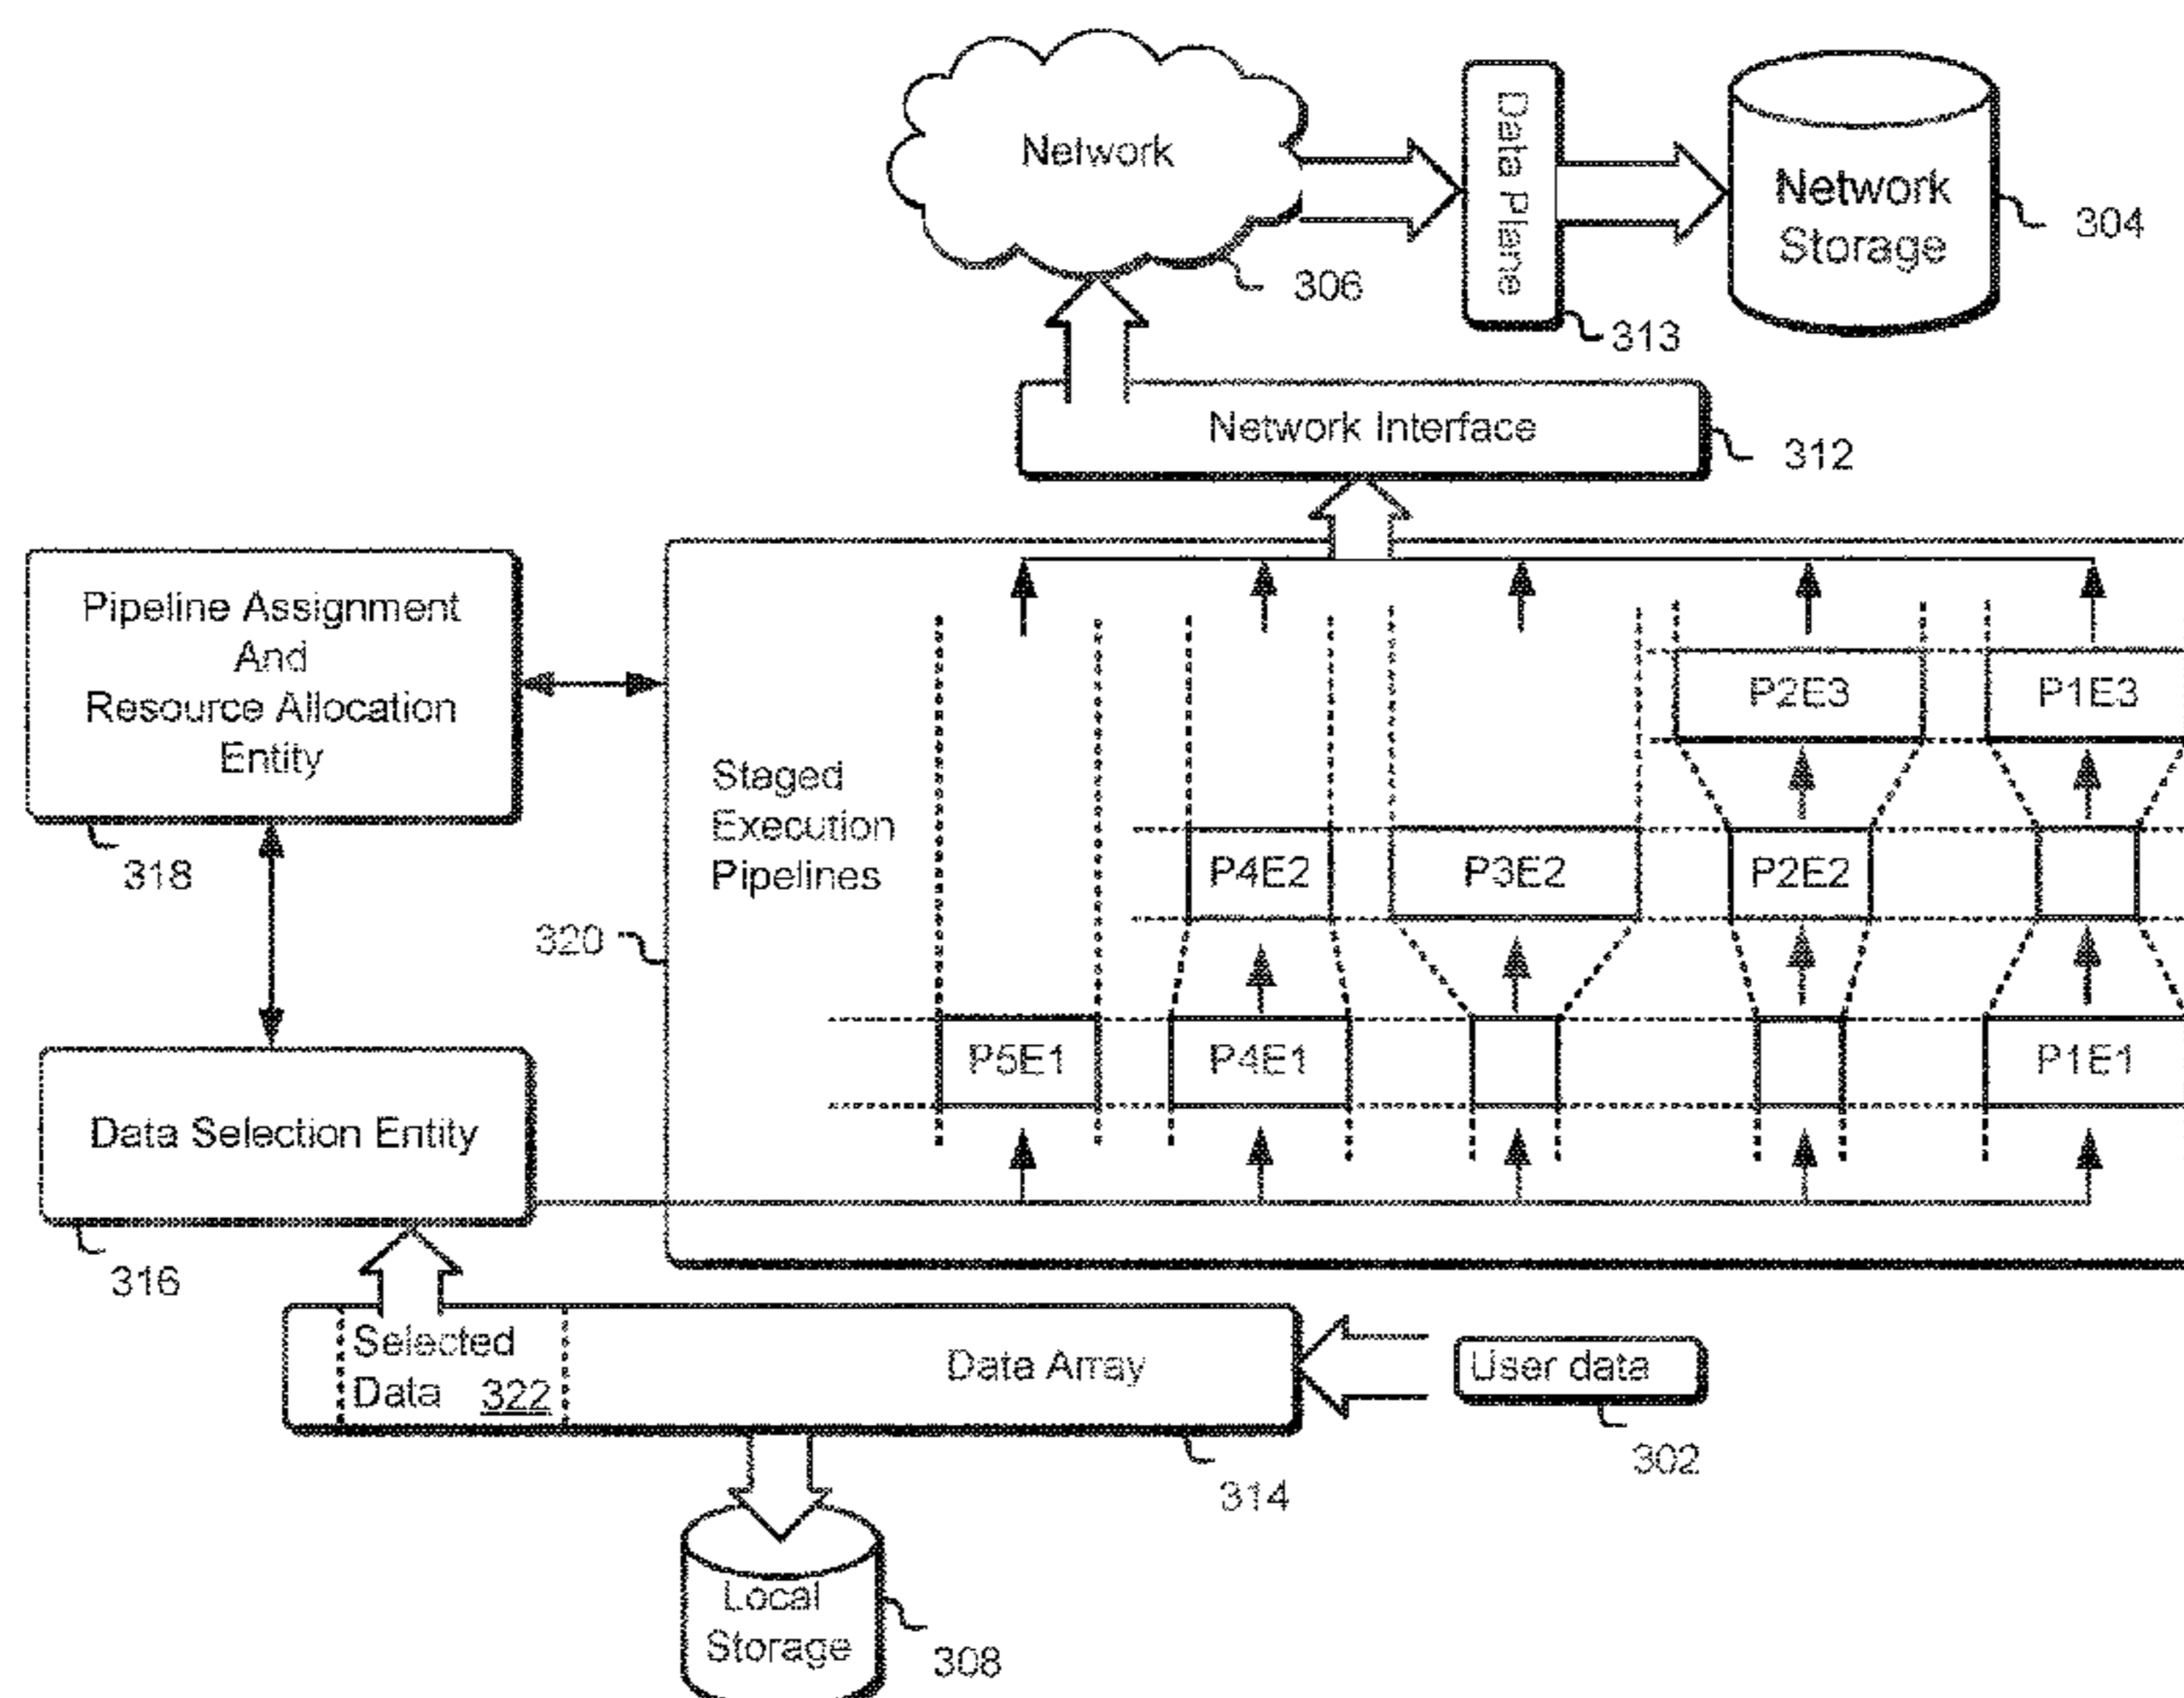 Network
306
Data Plane
313
Network
Storage
304
Network Interface
312
Pipeline Assignment
And
Resource Allocation
Entity
318
Staged
Execution
Pipelines
320
P2E3
P1E3
P4E2
P3E2
P2E2
P5E1
P4E1
P1E1
Data Selection Entity
316
Selected
Data 322
Data Array
314
User data
302
Local
Storage
308